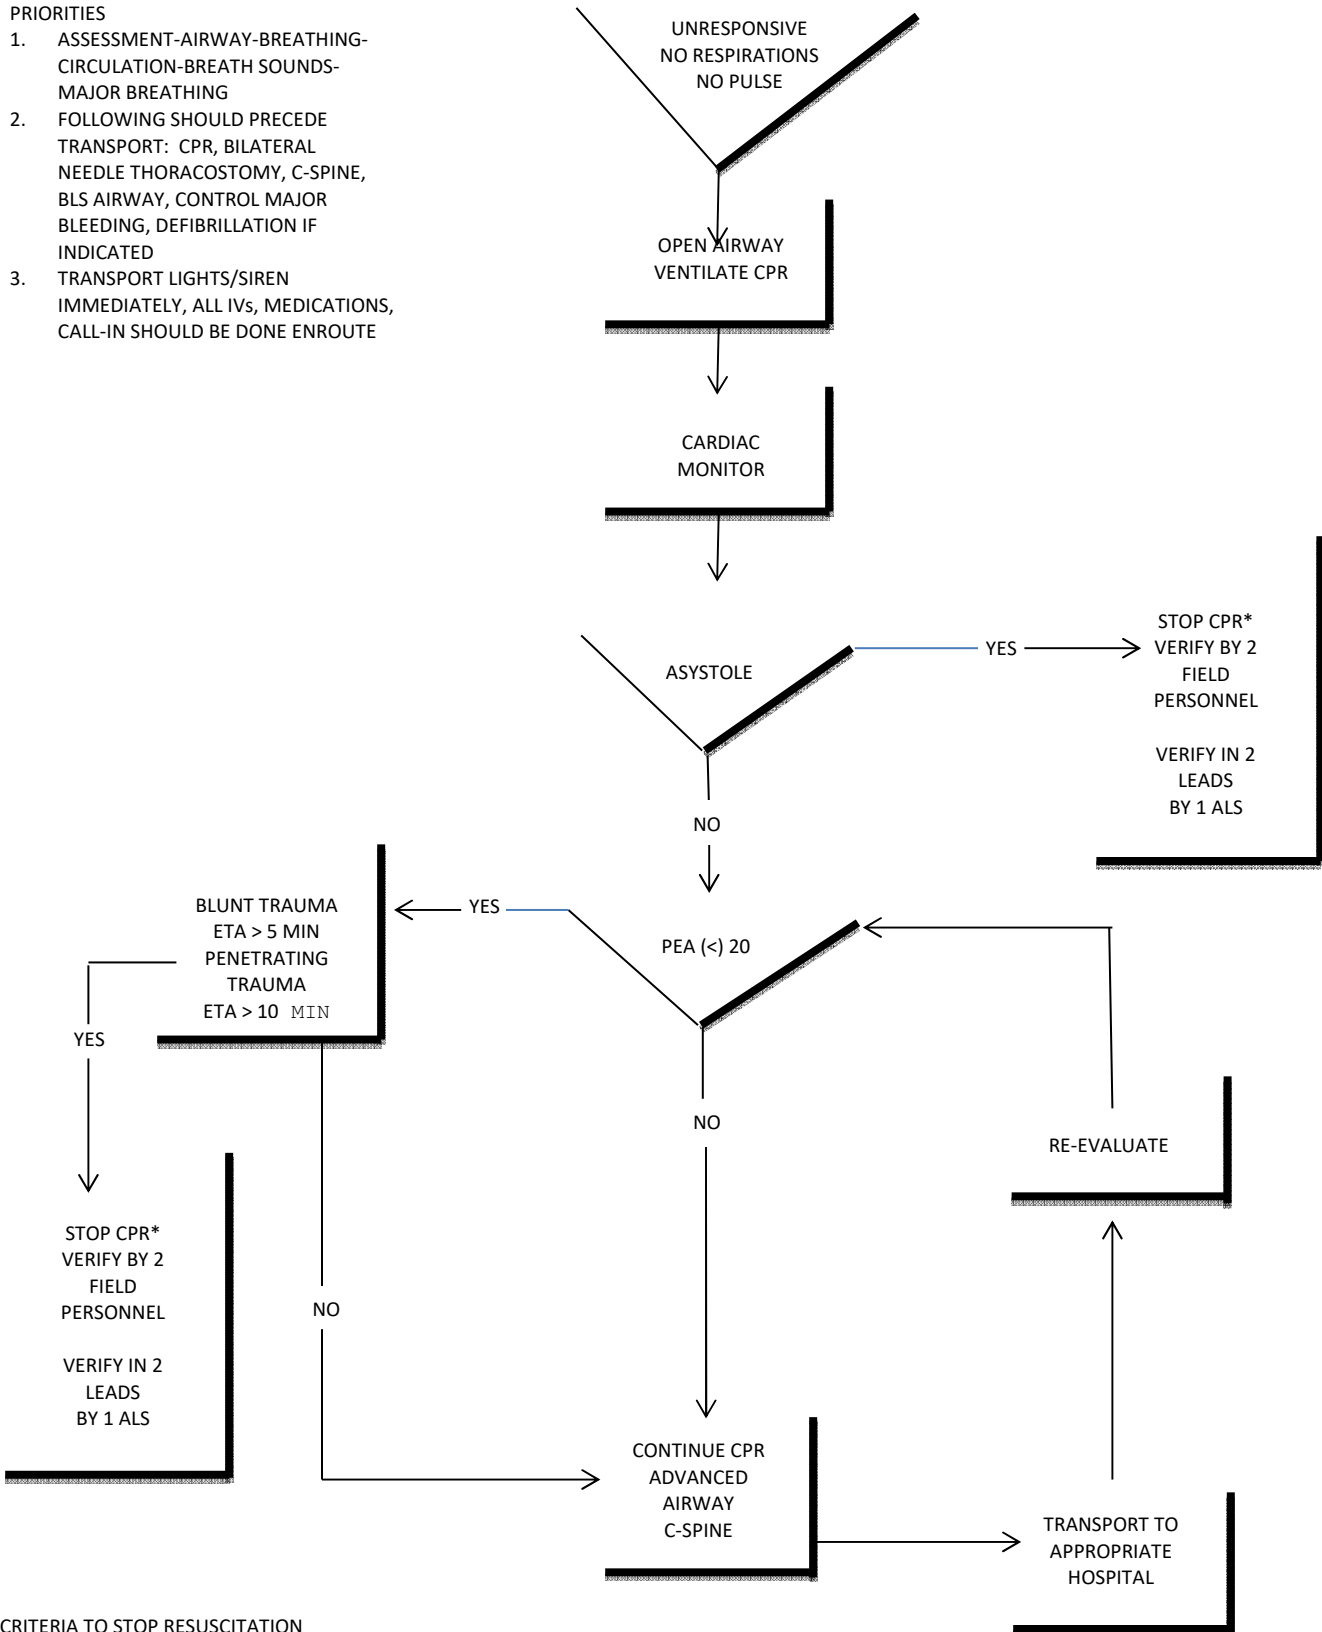 PRIORITIES
1. ASSESSMENT-AIRWAY-BREATHING-
CIRCULATION-BREATH SOUNDS-
MAJOR BREATHING
2. FOLLOWING SHOULD PRECEDE
TRANSPORT: CPR, BILATERAL
NEEDLE THORACOSTOMY, C-SPINE,
BLS AIRWAY, CONTROL MAJOR
BLEEDING, DEFIBRILLATION IF
INDICATED
3. TRANSPORT LIGHTS/SIREN
IMMEDIATELY, ALL IVs, MEDICATIONS,
CALL-IN SHOULD BE DONE ENROUTE
UNRESPONSIVE
NO RESPIRATIONS
NO PULSE
OPEN AIRWAY
VENTILATE CPR
CARDIAC
MONITOR
ASYSTOLE
YES
STOP CPR*
VERIFY BY 2
FIELD
PERSONNEL
VERIFY IN 2
LEADS
BY 1 ALS
NO
PEA (<) 20
YES
BLUNT TRAUMA
ETA > 5 MIN
PENETRATING
TRAUMA
ETA > 10 MIN
YES
STOP CPR*
VERIFY BY 2
FIELD
PERSONNEL
VERIFY IN 2
LEADS
BY 1 ALS
NO
NO
CONTINUE CPR
ADVANCED
AIRWAY
C-SPINE
TRANSPORT TO
APPROPRIATE
HOSPITAL
RE-EVALUATE
CRITERIA TO STOP RESUSCITATION